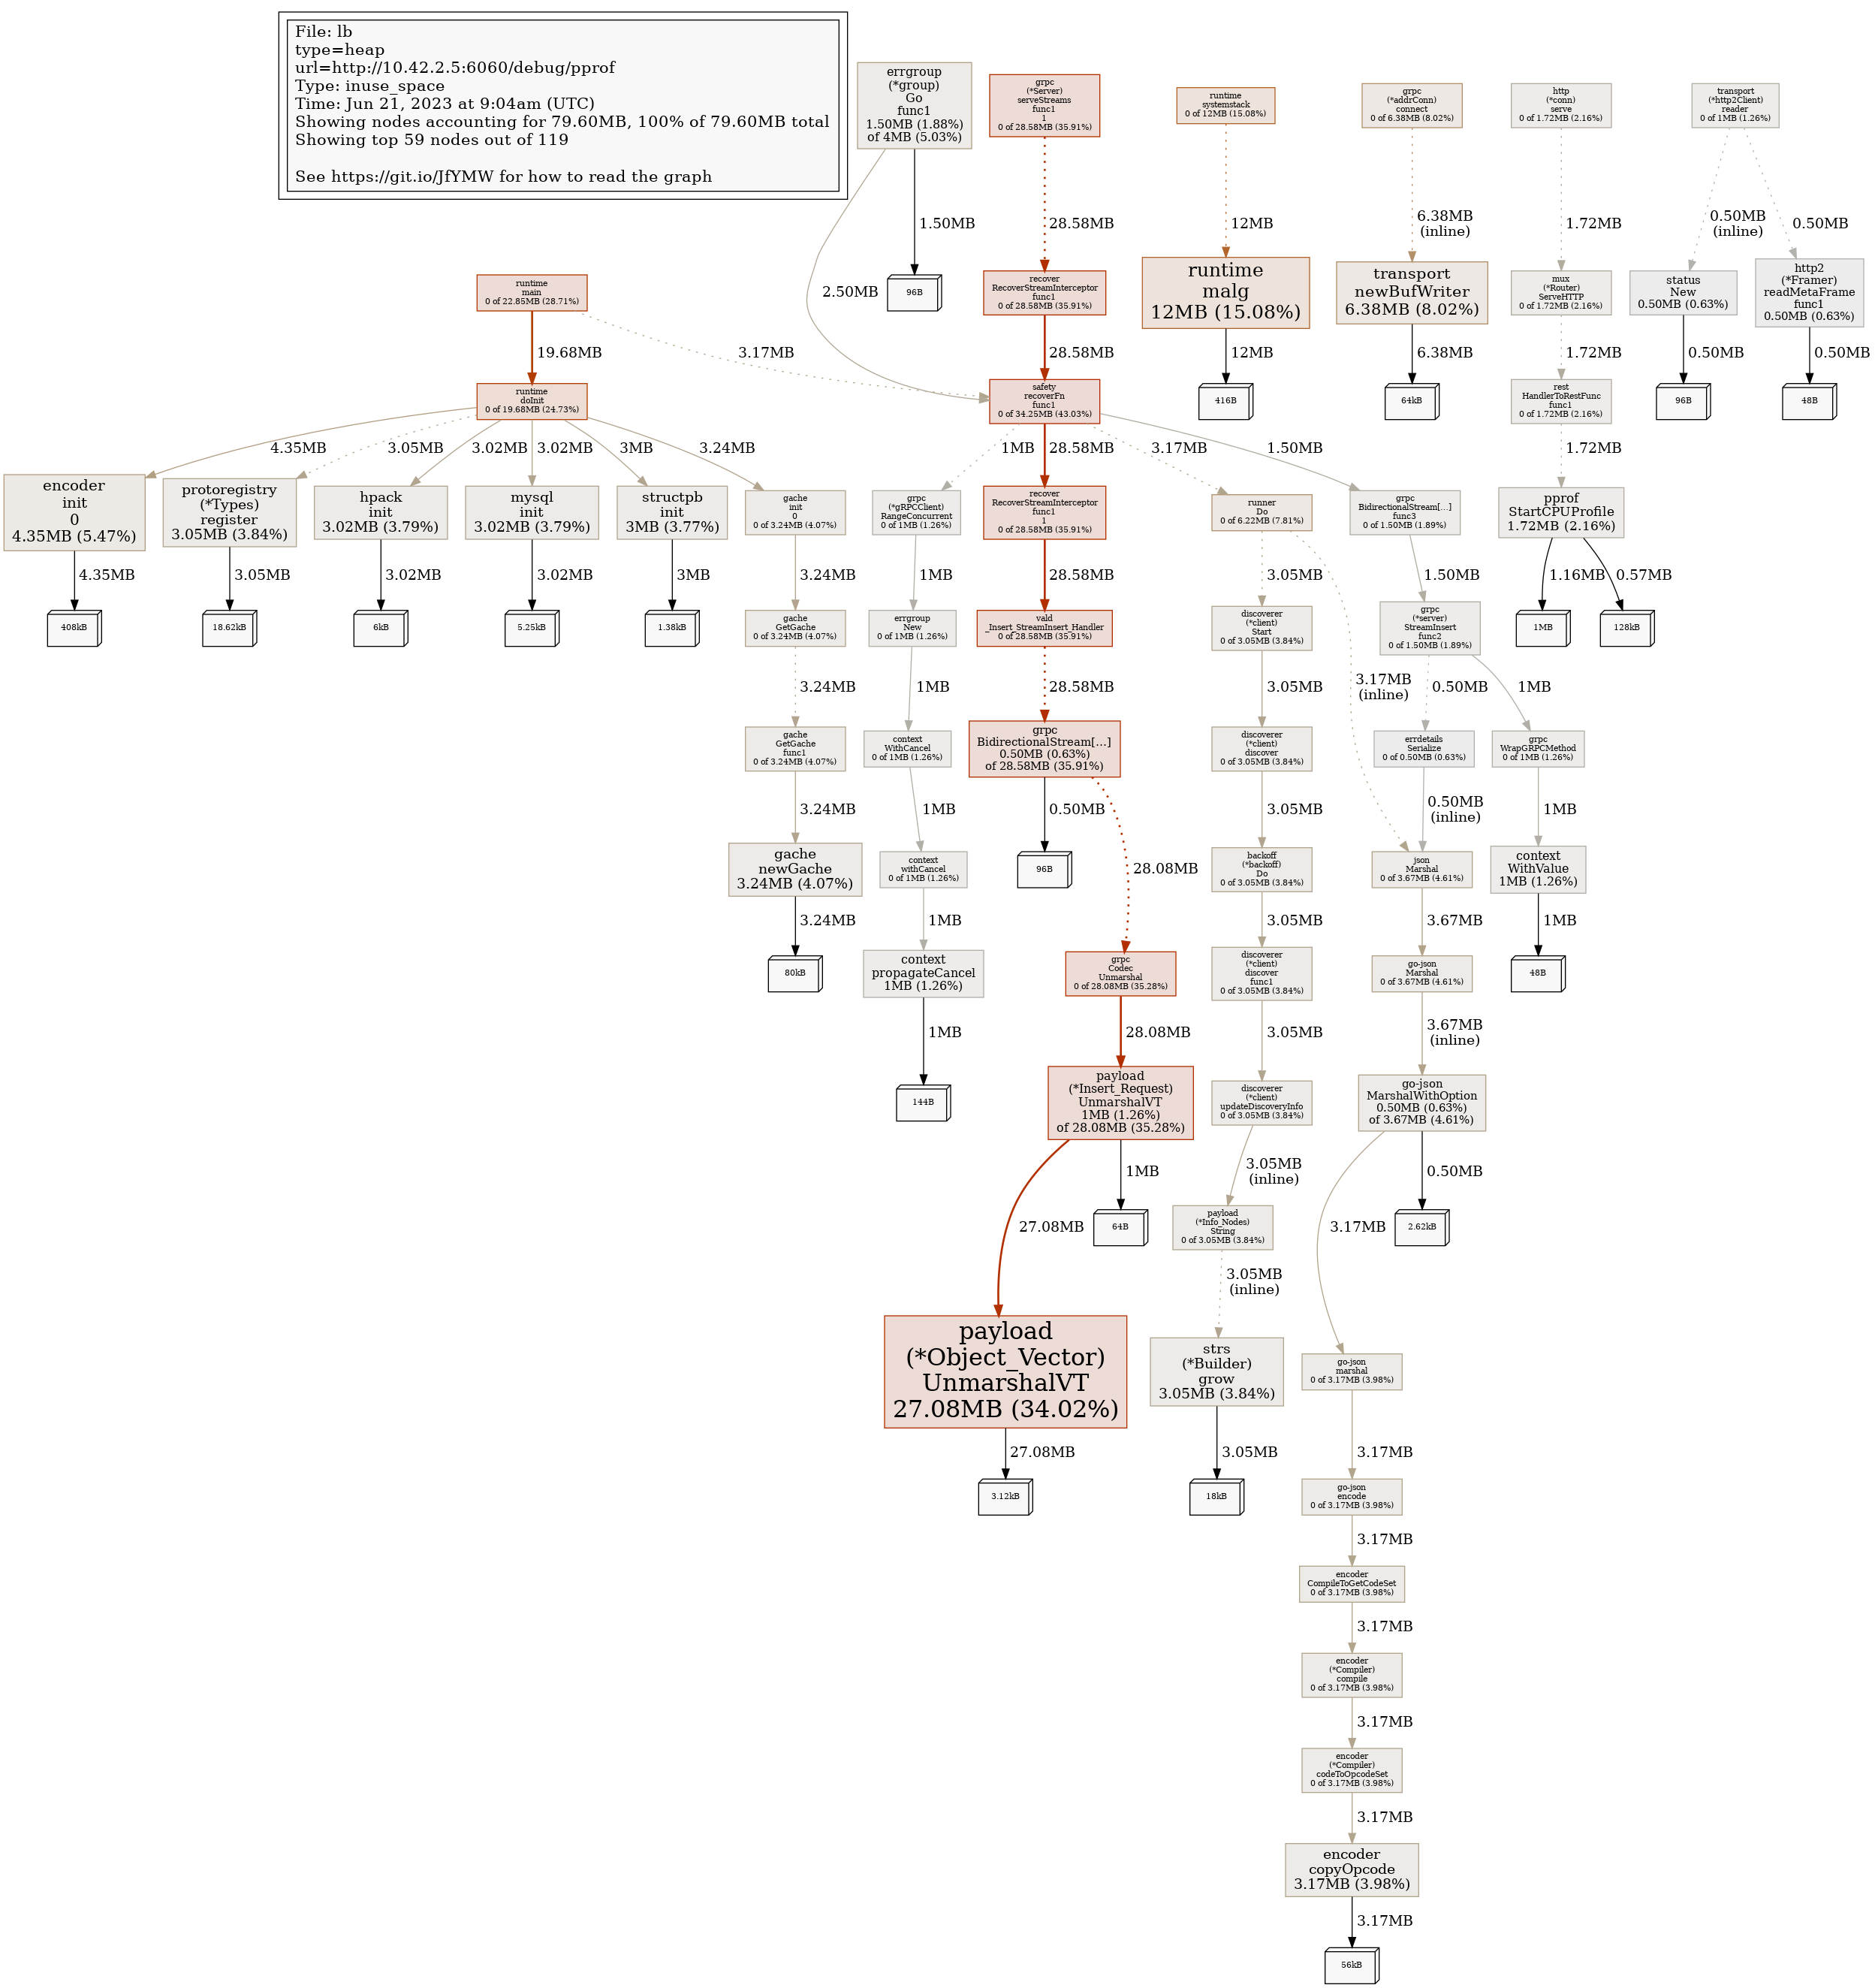 File: lb
type=heap
url=http://10.42.2.5:6060/debug/pprof
Type: inuse_space
Time: Jun 21, 2023 at 9:04am (UTC)
Showing nodes accounting for 79.60MB, 100% of 79.60MB total
Showing top 59 nodes out of 119
See https://git.io/JfYMW for how to read the graph
errgroup
(*group)
Go
func1
1.50MB (1.88%)
of 4MB (5.03%)
grpc
(*Server)
serveStreams
func1
1
0 of 28.58MB (35.91%)
runtime
systemstack
0 of 12MB (15.08%)
grpc
(*addrConn)
connect
0 of 6.38MB (8.02%)
http
(*conn)
serve
0 of 1.72MB (2.16%)
transport
(*http2Client)
reader
0 of 1MB (1.26%)
1.50MB
28.58MB
12MB
6.38MB
(inline)
1.72MB
0.50MB
(inline)
0.50MB
2.50MB
runtime
main
0 of 22.85MB (28.71%)
96B
recover
RecoverStreamInterceptor
func1
0 of 28.58MB (35.91%)
runtime
malg
12MB (15.08%)
transport
newBufWriter
6.38MB (8.02%)
mux
(*Router)
ServeHTTP
0 of 1.72MB (2.16%)
status
New
0.50MB (0.63%)
http2
(*Framer)
readMetaFrame
func1
0.50MB (0.63%)
19.68MB
3.17MB
28.58MB
12MB
6.38MB
1.72MB
0.50MB
0.50MB
runtime
doInit
0 of 19.68MB (24.73%)
safety
recoverFn
func1
0 of 34.25MB (43.03%)
416B
64kB
rest
HandlerToRestFunc
func1
0 of 1.72MB (2.16%)
96B
48B
4.35MB
3.05MB
3.02MB
3.02MB
3MB
3.24MB
1MB
28.58MB
3.17MB
1.50MB
1.72MB
encoder
init
0
4.35MB (5.47%)
protoregistry
(*Types)
register
3.05MB (3.84%)
hpack
init
3.02MB (3.79%)
mysql
init
3.02MB (3.79%)
structpb
init
3MB (3.77%)
gache
init
0
0 of 3.24MB (4.07%)
grpc
(*gRPCClient)
RangeConcurrent
0 of 1MB (1.26%)
recover
RecoverStreamInterceptor
func1
1
0 of 28.58MB (35.91%)
runner
Do
0 of 6.22MB (7.81%)
grpc
BidirectionalStream[...]
func3
0 of 1.50MB (1.89%)
pprof
StartCPUProfile
1.72MB (2.16%)
4.35MB
3.05MB
3.02MB
3.02MB
3MB
3.24MB
1MB
28.58MB
3.05MB
1.50MB
1.16MB
0.57MB
408kB
18.62kB
6kB
5.25kB
1.38kB
gache
GetGache
0 of 3.24MB (4.07%)
errgroup
New
0 of 1MB (1.26%)
vald
_Insert_StreamInsert_Handler
0 of 28.58MB (35.91%)
discoverer
(*client)
Start
0 of 3.05MB (3.84%)
grpc
(*server)
StreamInsert
func2
0 of 1.50MB (1.89%)
1MB
128kB
3.24MB
1MB
28.58MB
3.05MB
3.17MB
(inline)
0.50MB
1MB
gache
GetGache
func1
0 of 3.24MB (4.07%)
context
WithCancel
0 of 1MB (1.26%)
grpc
BidirectionalStream[...]
0.50MB (0.63%)
of 28.58MB (35.91%)
discoverer
(*client)
discover
0 of 3.05MB (3.84%)
errdetails
Serialize
0 of 0.50MB (0.63%)
grpc
WrapGRPCMethod
0 of 1MB (1.26%)
3.24MB
1MB
0.50MB
28.08MB
3.05MB
0.50MB
(inline)
1MB
gache
newGache
3.24MB (4.07%)
context
withCancel
0 of 1MB (1.26%)
96B
backoff
(*backoff)
Do
0 of 3.05MB (3.84%)
json
Marshal
0 of 3.67MB (4.61%)
context
WithValue
1MB (1.26%)
3.24MB
1MB
3.05MB
3.67MB
1MB
80kB
context
propagateCancel
1MB (1.26%)
grpc
Codec
Unmarshal
0 of 28.08MB (35.28%)
discoverer
(*client)
discover
func1
0 of 3.05MB (3.84%)
go-json
Marshal
0 of 3.67MB (4.61%)
48B
1MB
28.08MB
3.05MB
3.67MB
(inline)
144B
payload
(*Insert_Request)
UnmarshalVT
1MB (1.26%)
of 28.08MB (35.28%)
discoverer
(*client)
updateDiscoveryInfo
0 of 3.05MB (3.84%)
go-json
MarshalWithOption
0.50MB (0.63%)
of 3.67MB (4.61%)
27.08MB
1MB
3.05MB
(inline)
3.17MB
0.50MB
64B
payload
(*Info_Nodes)
String
0 of 3.05MB (3.84%)
2.62kB
3.05MB
(inline)
payload
(*Object_Vector)
UnmarshalVT
27.08MB (34.02%)
strs
(*Builder)
grow
3.05MB (3.84%)
go-json
marshal
0 of 3.17MB (3.98%)
27.08MB
3.05MB
3.17MB
3.12kB
18kB
go-json
encode
0 of 3.17MB (3.98%)
3.17MB
encoder
CompileToGetCodeSet
0 of 3.17MB (3.98%)
3.17MB
encoder
(*Compiler)
compile
0 of 3.17MB (3.98%)
3.17MB
encoder
(*Compiler)
codeToOpcodeSet
0 of 3.17MB (3.98%)
3.17MB
encoder
copyOpcode
3.17MB (3.98%)
3.17MB
56kB